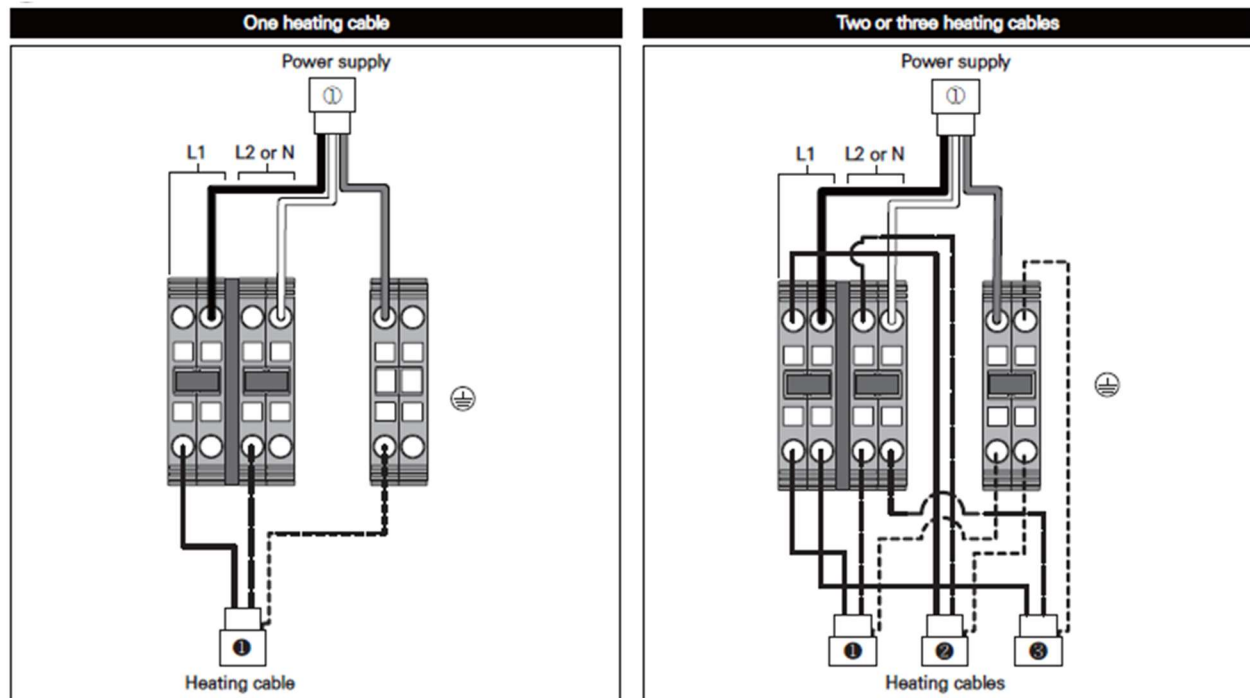 One heating cable
Power supply
①
L1 L2 or N
❶
Heating cable
Two or three heating cables
Power supply
①
L1 L2 or N
❶ ❷ ❸
Heating cables